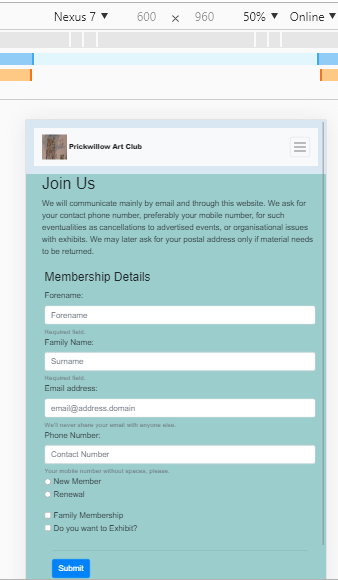 Nexus 7 ▼ 600 × 960 50% ▼ Online ▼
Prickwillow Art Club
Join Us
We will communicate mainly by email and through this website. We ask for
your contact phone number, preferably your mobile number, for such
eventualities as cancellations to advertised events, or organisational issues
with exhibits. We may later ask for your postal address only if material needs
to be returned.
Membership Details
Forename:
Forename
Required field.
Family Name:
Surname
Required field.
Email address:
email@address.domain
We'll never share your email with anyone else.
Phone Number:
Contact Number
Your mobile number without spaces, please.
New Member
Renewal
Family Membership
Do you want to Exhibit?
Submit